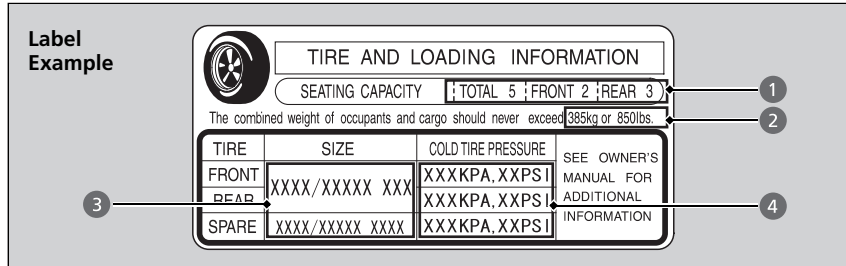 Label
Example
TIRE AND LOADING INFORMATION
SEATING CAPACITY TOTAL 5 FRONT 2 REAR 3
1
The combined weight of occupants and cargo should never exceed 385kg or 850lbs.
2
TIRE SIZE COLD TIRE PRESSURE
SEE OWNER'S
MANUAL FOR
ADDITIONAL
INFORMATION
FRONT XXXX/XXXXX XXX XXXKPA,XXPSI
REAR XXXKPA,XXPSI
3
4
SPARE XXXX/XXXXX XXXX XXXKPA,XXPSI